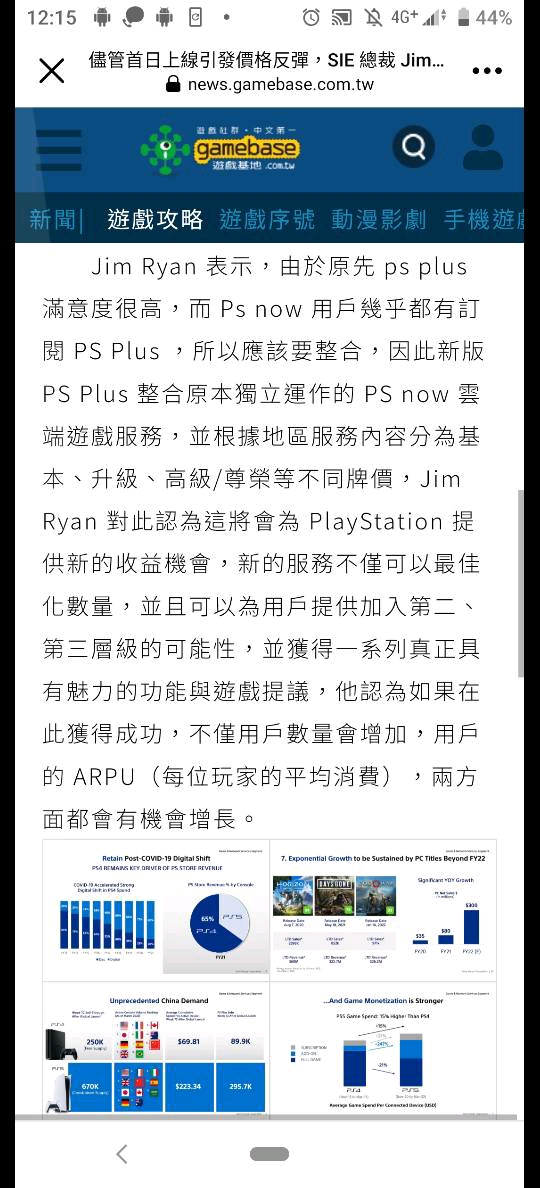 12:15
4G+
44%
儘管首日上線引發價格反彈，SIE 總裁 Jim...
news.gamebase.com.tw
遊戲社群・中文第一
gamebase
遊戲基地 .com.tw
新聞| 遊戲攻略 遊戲序號 動漫影劇 手機遊戲
Jim Ryan 表示，由於原先 ps plus
滿意度很高，而 Ps now 用戶幾乎都有訂
閱 PS Plus ，所以應該要整合，因此新版
PS Plus 整合原本獨立運作的 PS now 雲
端遊戲服務，並根據地區服務內容分為基
本、升級、高級/尊榮等不同牌價，Jim
Ryan 對此認為這將會為 PlayStation 提
供新的收益機會，新的服務不僅可以最佳
化數量，並且可以為用戶提供加入第二、
第三層級的可能性，並獲得一系列真正具
有魅力的功能與遊戲提議，他認為如果在
此獲得成功，不僅用戶數量會增加，用戶
的 ARPU（每位玩家的平均消費），兩方
面都會有機會增長。
Retain Post-COVID-19 Digital Shift
PS4 REMAINS KEY DRIVER OF PS STORE REVENUE
COVID-19 Accelerated Strong
Digital Shift in PS4 Spend
PS Store Revenue % by Console
65%
PS5
PS4
FY21
7. Exponential Growth to be Sustained by PC Titles Beyond FY22
HORIZON
DAYS GONE
GOD OF WAR
Significant YOY Growth
$35
$80
$300
FY20
FY21
FY22 (F)
Unprecedented China Demand
PS4
250K
$69.81
89.9K
PS5
670K
$223.34
295.7K
...And Game Monetization is Stronger
PS5 Game Spend: 15% Higher Than PS4
+15%
+247%
-21%
SUBSCRIPTION
ADD-ON
FULL GAME
PS4
PS5
Average Game Spend Per Connected Device (USD)